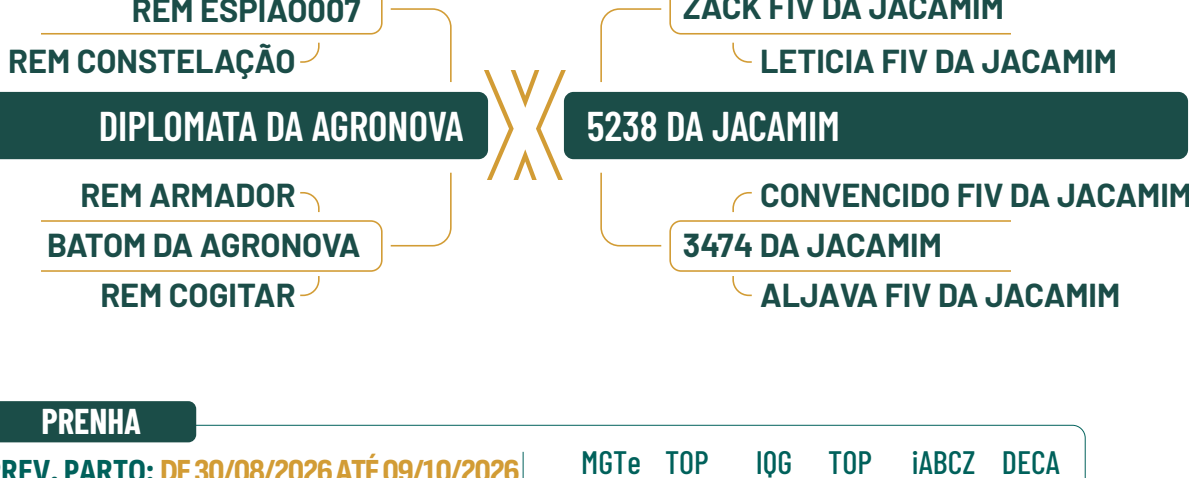 REM ESPIAO007
REM CONSTELAÇÃO
DIPLOMATA DA AGRONOVA
REM ARMADOR
BATOM DA AGRONOVA
REM COGITAR
ZACK FIV DA JACAMIM
LETICIA FIV DA JACAMIM
5238 DA JACAMIM
CONVENCIDO FIV DA JACAMIM
3474 DA JACAMIM
ALJAVA FIV DA JACAMIM
PRENHA
PREV. PARTO: DE 30/08/2026 ATÉ 09/10/2026
MGTe TOP IQG TOP iABCZ DECA